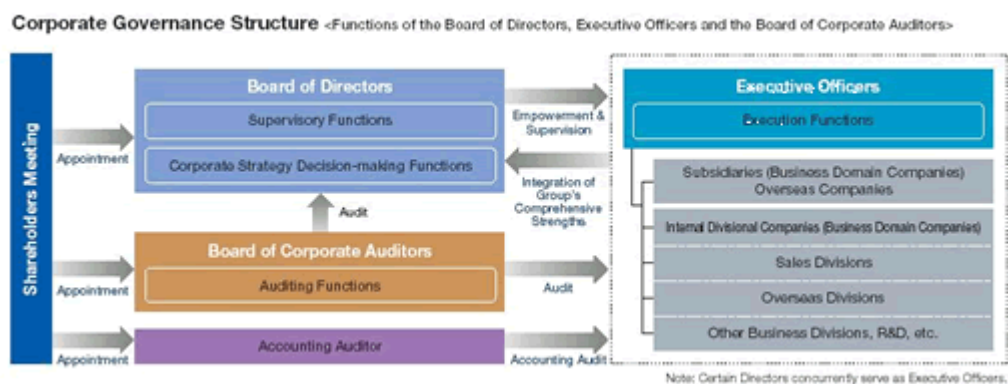 Corporate Governance Structure <Functions of the Board of Directors, Executive Officers and the Board of Corporate Auditors>
Shareholders Meeting
Appointment
Board of Directors
Supervisory Functions
Corporate Strategy Decision-making Functions
Empowerment &
Supervision
Integration of
Group's
Comprehensive
Strengths
Audit
Appointment
Board of Corporate Auditors
Auditing Functions
Audit
Appointment
Accounting Auditor
Accounting Audit
Executive Officers
Execution Functions
Subsidiaries (Business Domain Companies)
Overseas Companies
Internal Divisional Companies (Business Domain Companies)
Sales Divisions
Overseas Divisions
Other Business Divisions, R&D, etc.
Note: Certain Directors concurrently serve as Executive Officers.